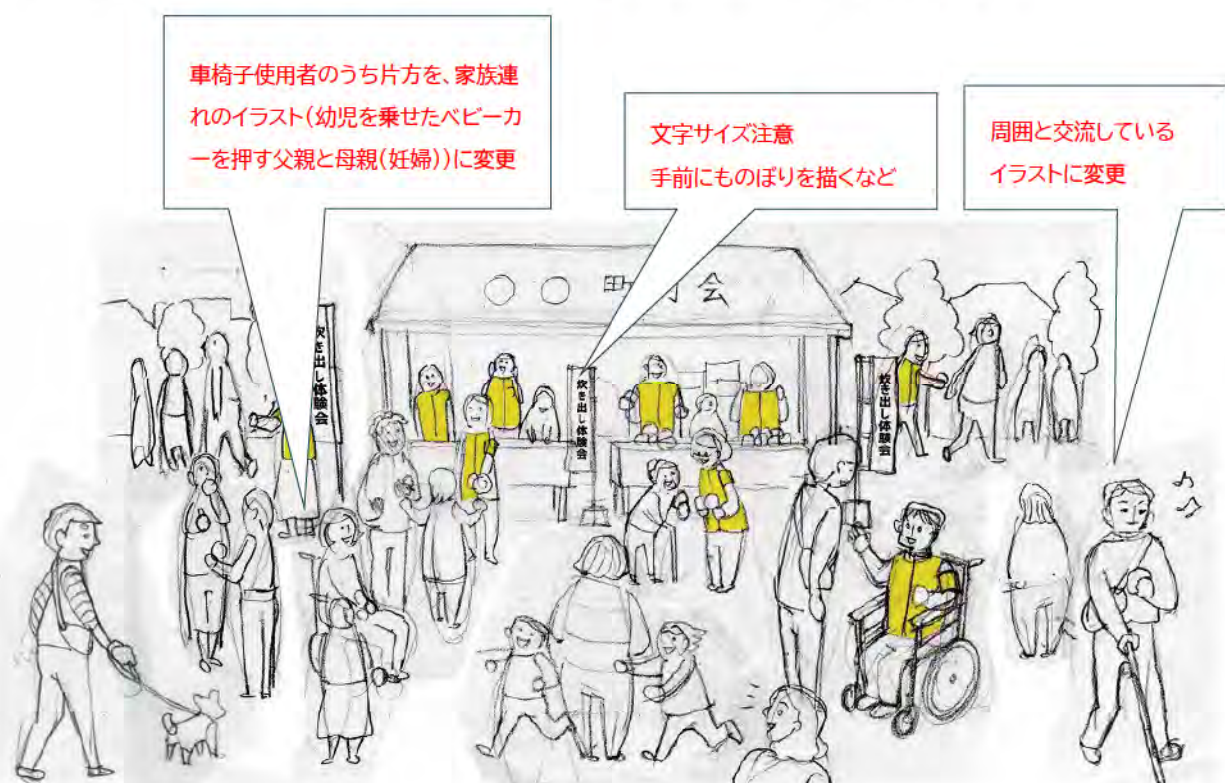 車椅子使用者のうち片方を、家族連
れのイラスト(幼児を乗せたベビーカ
ーを押す父親と母親(妊婦))に変更
文字サイズ注意
手前にものぼりを描くなど
周囲と交流している
イラストに変更
〇〇町会
炊き出し体験会
炊き出し体験会
炊き出し体験会